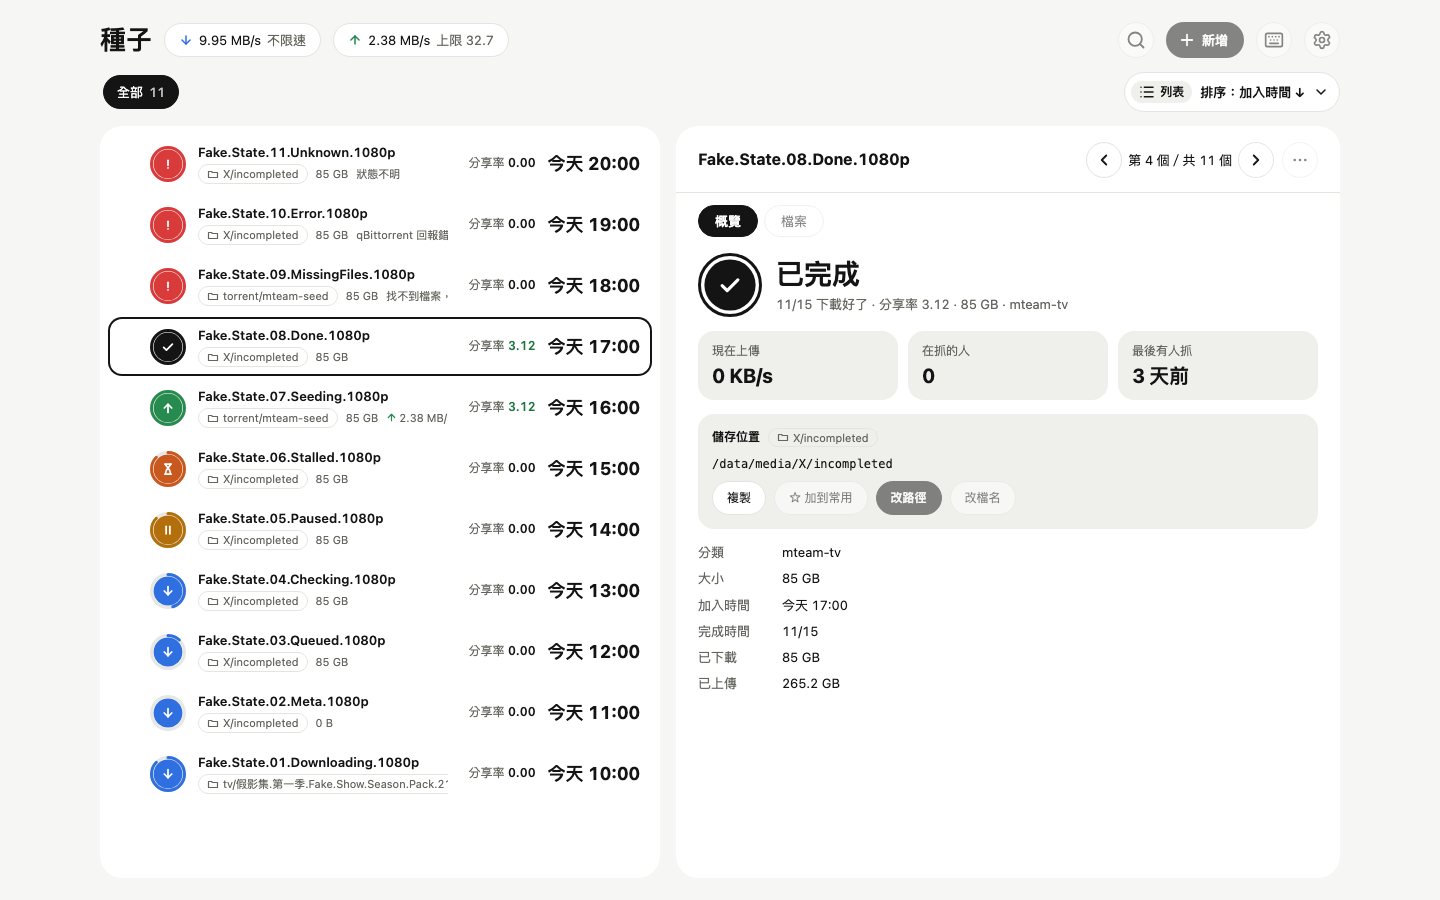 種子 9.95 MB/s 不限速 2.38 MB/s 上限 32.7 新增
全部 11 列表 排序：加入時間
Fake.State.11.Unknown.1080p
X/incompleted 85 GB 狀態不明 分享率 0.00 今天 20:00
Fake.State.10.Error.1080p
X/incompleted 85 GB qBittorrent 回報錯 分享率 0.00 今天 19:00
Fake.State.09.MissingFiles.1080p
torrent/mteam-seed 85 GB 找不到檔案， 分享率 0.00 今天 18:00
Fake.State.08.Done.1080p
X/incompleted 85 GB 分享率 3.12 今天 17:00
Fake.State.07.Seeding.1080p
torrent/mteam-seed 85 GB 2.38 MB/ 分享率 3.12 今天 16:00
Fake.State.06.Stalled.1080p
X/incompleted 85 GB 分享率 0.00 今天 15:00
Fake.State.05.Paused.1080p
X/incompleted 85 GB 分享率 0.00 今天 14:00
Fake.State.04.Checking.1080p
X/incompleted 85 GB 分享率 0.00 今天 13:00
Fake.State.03.Queued.1080p
X/incompleted 85 GB 分享率 0.00 今天 12:00
Fake.State.02.Meta.1080p
X/incompleted 0 B 分享率 0.00 今天 11:00
Fake.State.01.Downloading.1080p
tv/假影集.第一季.Fake.Show.Season.Pack. 分享率 0.00 今天 10:00
Fake.State.08.Done.1080p 第 4 個 / 共 11 個
概覽 檔案
已完成
11/15 下載好了 · 分享率 3.12 · 85 GB · mteam-tv
現在上傳
0 KB/s
在抓的人
0
最後有人抓
3 天前
儲存位置 X/incompleted
/data/media/X/incompleted
複製 加到常用 改路徑 改檔名
分類 mteam-tv
大小 85 GB
加入時間 今天 17:00
完成時間 11/15
已下載 85 GB
已上傳 265.2 GB